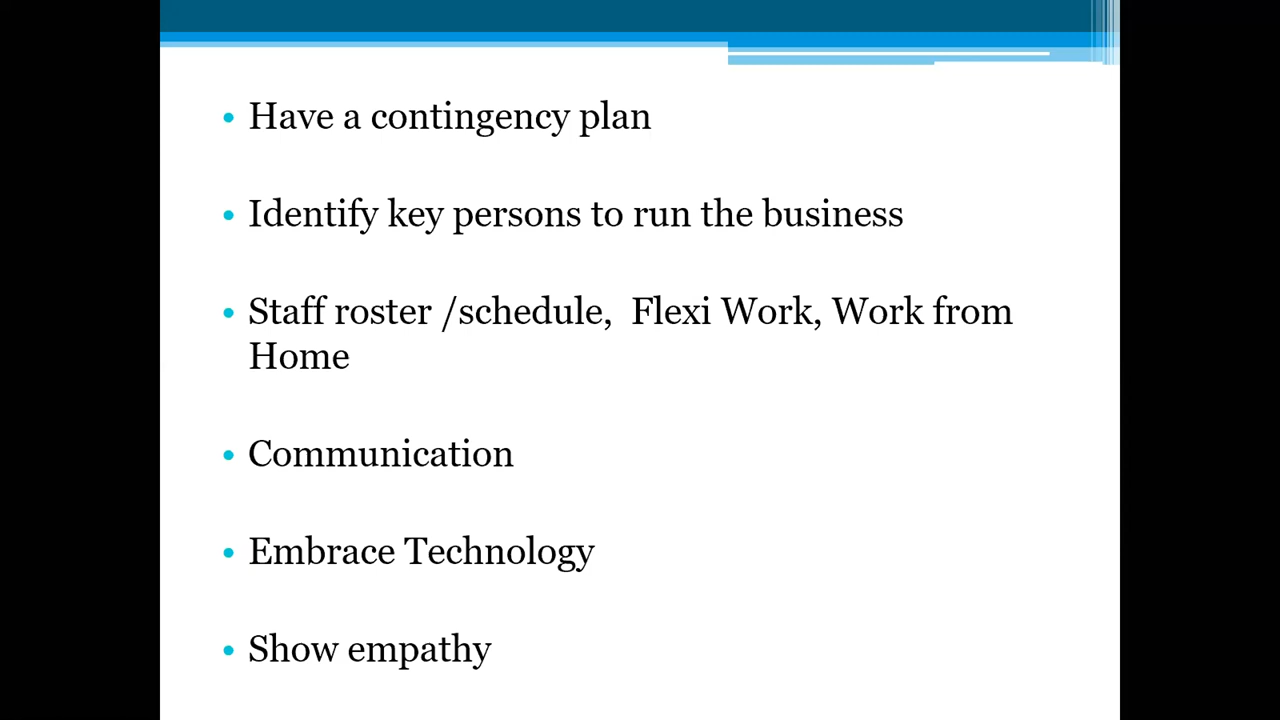 • Have a contingency plan
• Identify key persons to run the business
• Staff roster /schedule,  Flexi Work, Work from
Home
• Communication
• Embrace Technology
• Show empathy